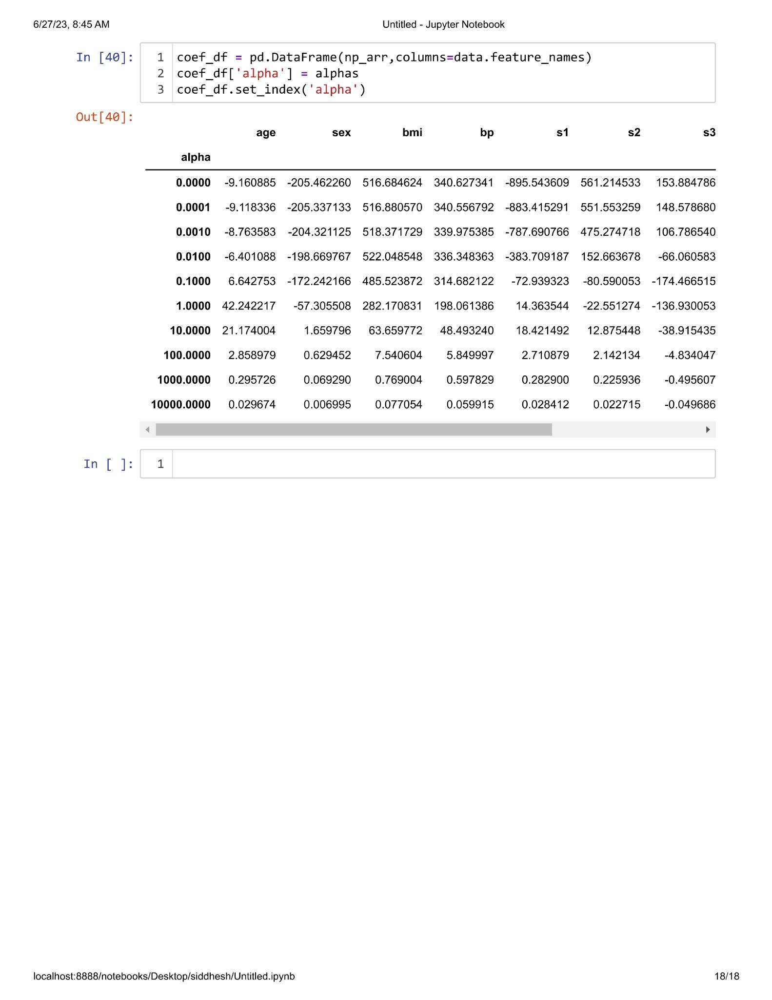 6/27/23, 8:45 AM Untitled - Jupyter Notebook
In [40]: 1 coef_df = pd.DataFrame(np_arr,columns=data.feature_names)
2 coef_df['alpha'] = alphas
3 coef_df.set_index('alpha')
Out[40]:
age sex bmi bp s1 s2 s3
alpha
0.0000 -9.160885 -205.462260 516.684624 340.627341 -895.543609 561.214533 153.884786
0.0001 -9.118336 -205.337133 516.880570 340.556792 -883.415291 551.553259 148.578680
0.0010 -8.763583 -204.321125 518.371729 339.975385 -787.690766 475.274718 106.786540
0.0100 -6.401088 -198.669767 522.048548 336.348363 -383.709187 152.663678 -66.060583
0.1000 6.642753 -172.242166 485.523872 314.682122 -72.939323 -80.590053 -174.466515
1.0000 42.242217 -57.305508 282.170831 198.061386 14.363544 -22.551274 -136.930053
10.0000 21.174004 1.659796 63.659772 48.493240 18.421492 12.875448 -38.915435
100.0000 2.858979 0.629452 7.540604 5.849997 2.710879 2.142134 -4.834047
1000.0000 0.295726 0.069290 0.769004 0.597829 0.282900 0.225936 -0.495607
10000.0000 0.029674 0.006995 0.077054 0.059915 0.028412 0.022715 -0.049686
In [ ]: 1
localhost:8888/notebooks/Desktop/siddhesh/Untitled.ipynb 18/18